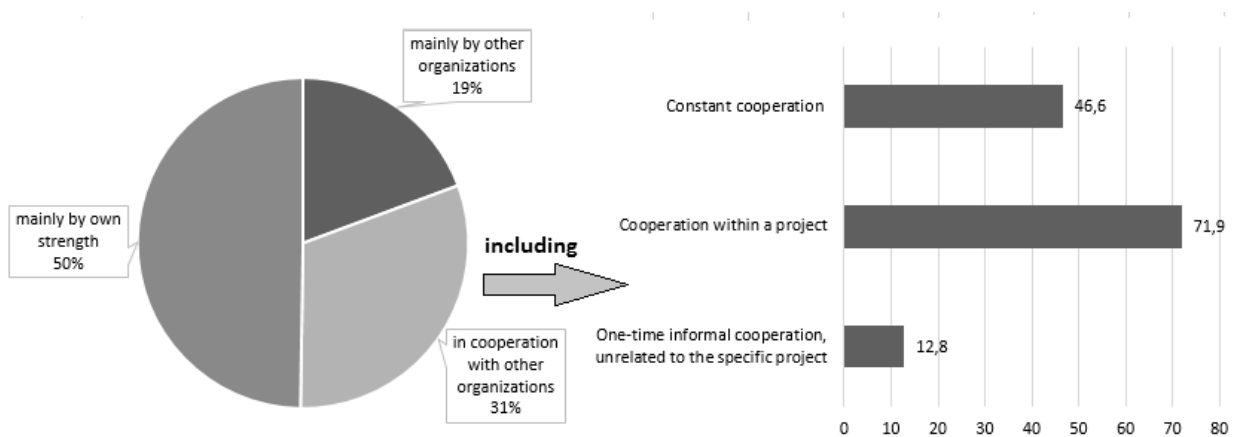 mainly by other
organizations
19%
mainly by own
strength
50%
in cooperation
with other
organizations
31%
including
Constant cooperation
46,6
Cooperation within a project
71,9
One-time informal cooperation,
unrelated to the specific project
12,8
0 10 20 30 40 50 60 70 80